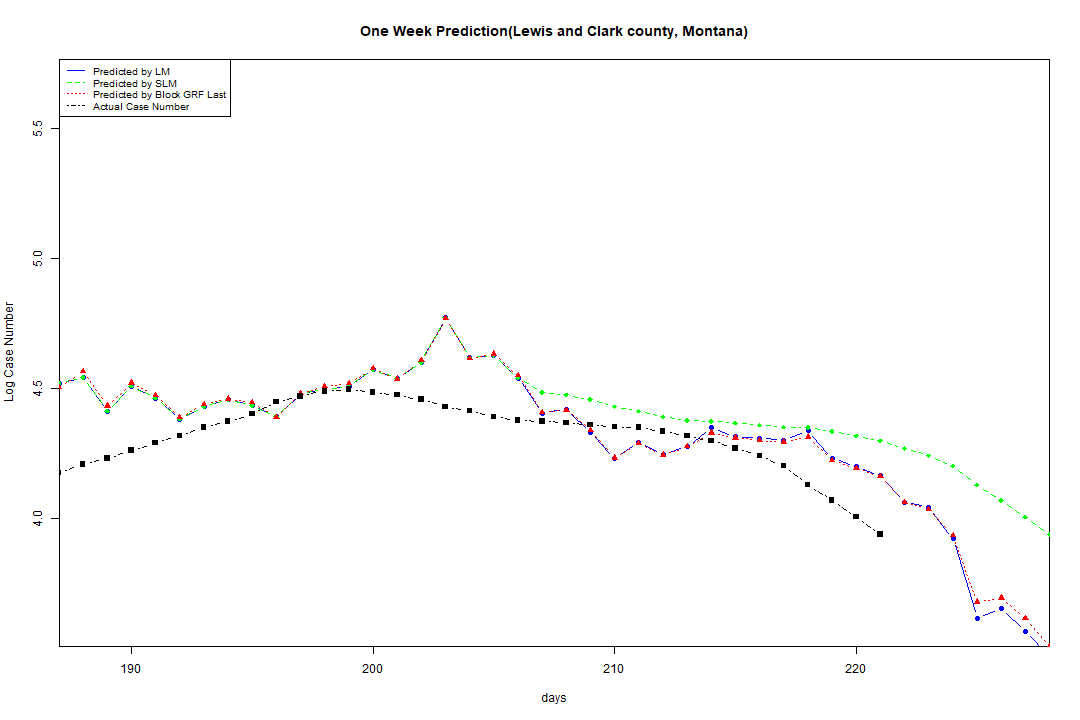 One Week Prediction(Lewis and Clark county, Montana)
Predicted by LM
Predicted by SLM
Predicted by Block GRF Last
Actual Case Number
5.5
5.0
4.5
4.0
Log Case Number
190
200
210
220
days